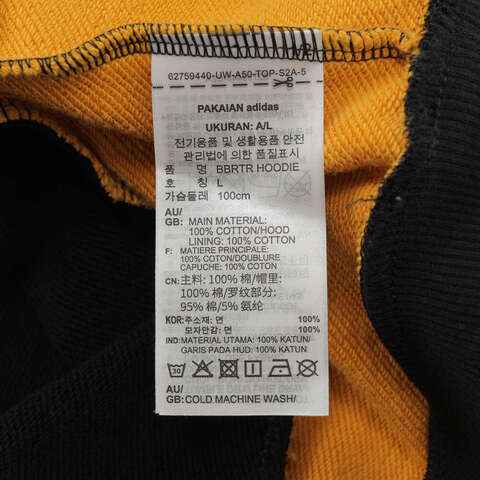 62759440-UW-A50-TOP-S2A-5
PAKAIAN adidas
UKURAN: A/L
전기용품 및 생활용품 안전
관리법에 의한 품질표시
품 명 BBRTR HOODIE
호 칭 L
가슴둘레 100cm
AU/
GB: MAIN MATERIAL:
100% COTTON/HOOD
LINING: 100% COTTON
F: MATIERE PRINCIPALE:
100% COTON/DOUBLURE
CAPUCHE: 100% COTON
CN: 主料: 100% 棉/帽里:
100% 棉/罗纹部分:
95% 棉/5% 氨纶
KOR: 주소재: 면 100%
모자안감: 면 100%
IND: MATERIAL UTAMA: 100% KATUN/
GARIS PADA HUD: 100% KATUN
30
AU/
GB: COLD MACHINE WASH/